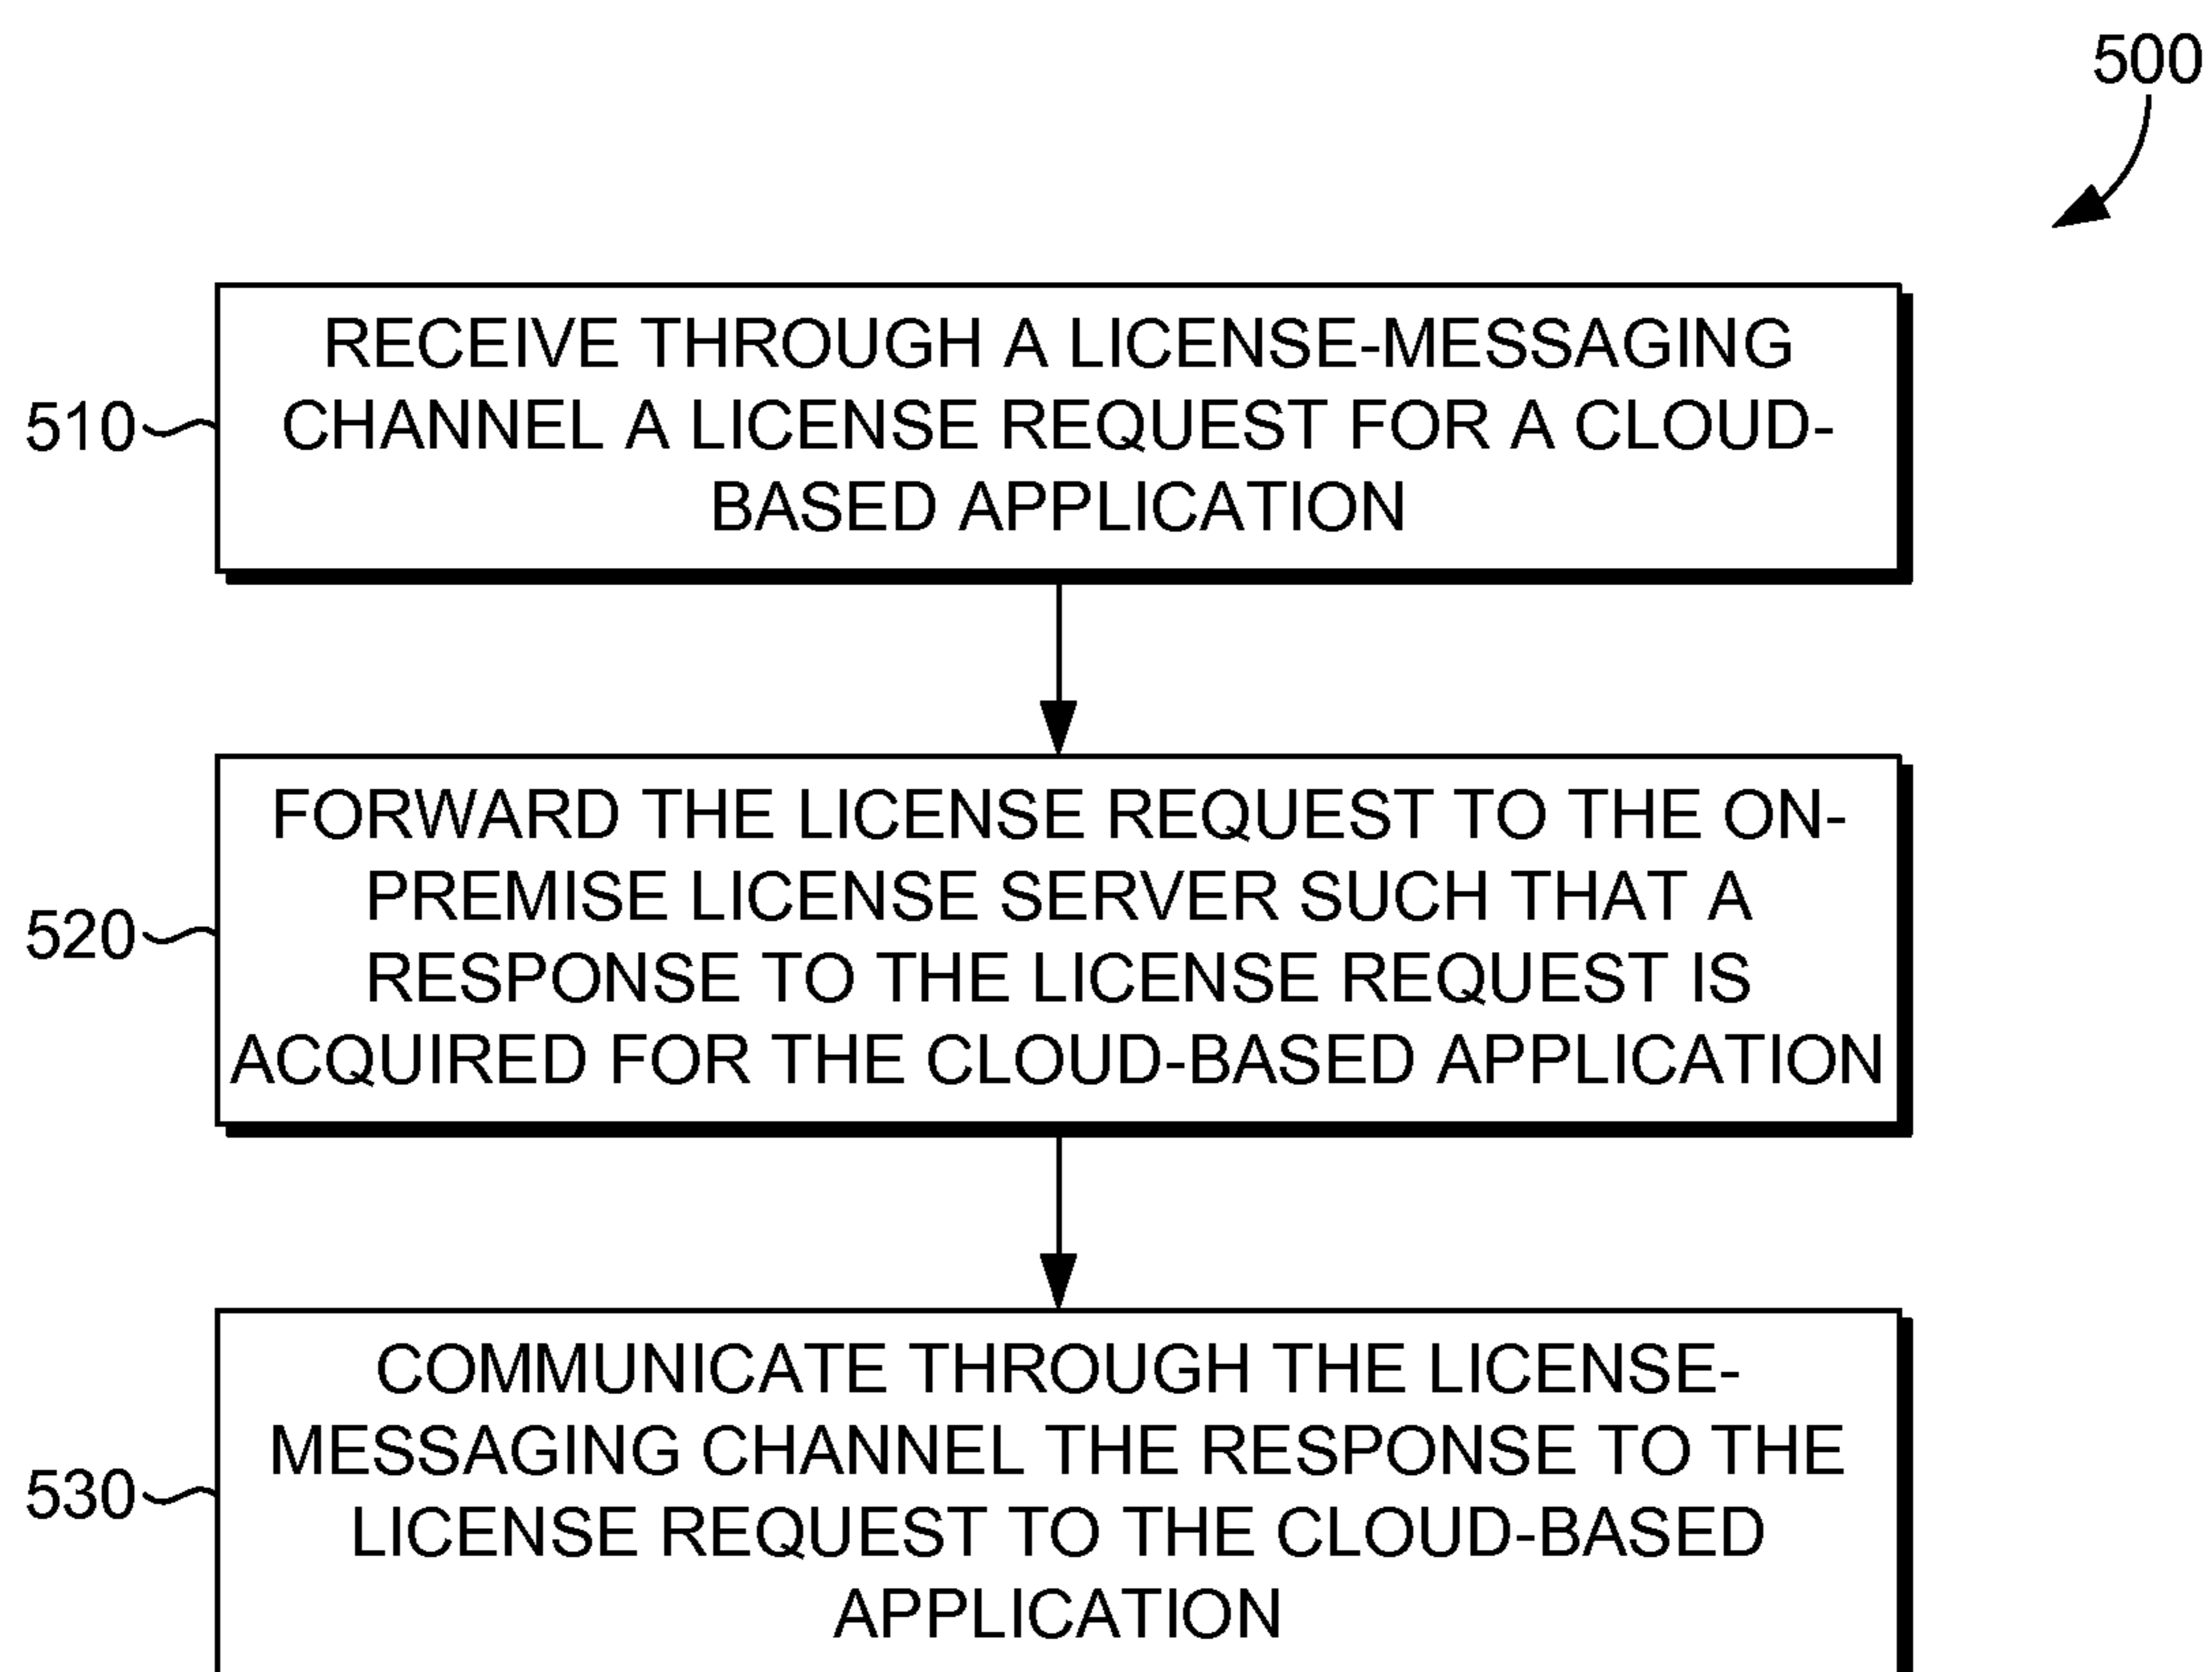 500
RECEIVE THROUGH A LICENSE-MESSAGING
CHANNEL A LICENSE REQUEST FOR A CLOUD-
BASED APPLICATION
510
FORWARD THE LICENSE REQUEST TO THE ON-
PREMISE LICENSE SERVER SUCH THAT A
RESPONSE TO THE LICENSE REQUEST IS
ACQUIRED FOR THE CLOUD-BASED APPLICATION
520
COMMUNICATE THROUGH THE LICENSE-
MESSAGING CHANNEL THE RESPONSE TO THE
LICENSE REQUEST TO THE CLOUD-BASED
APPLICATION
530